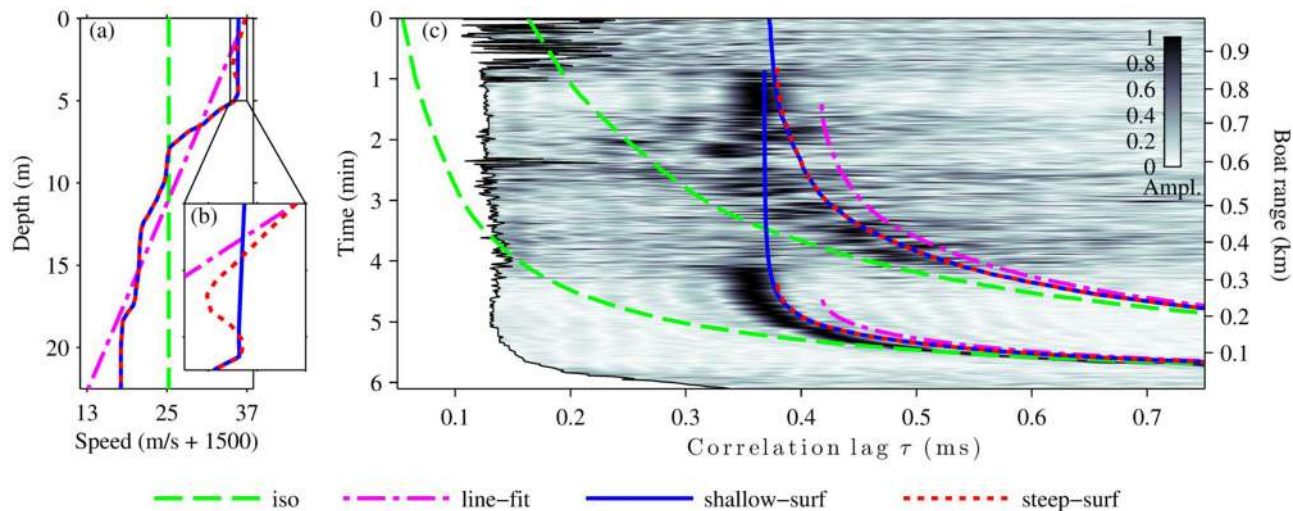 (a)
0
5
10
15
20
Depth (m)
13 25 37
Speed (m/s + 1500)
(b)
(c)
0
1
2
3
4
5
6
Time (min)
0.1 0.2 0.3 0.4 0.5 0.6 0.7
Correlation lag τ (ms)
1
0.8
0.6
0.4
0.2
0
Ampl.
0.9
0.8
0.7
0.6
0.5
0.4
0.3
0.2
0.1
Boat range (km)
iso line−fit shallow−surf steep−surf